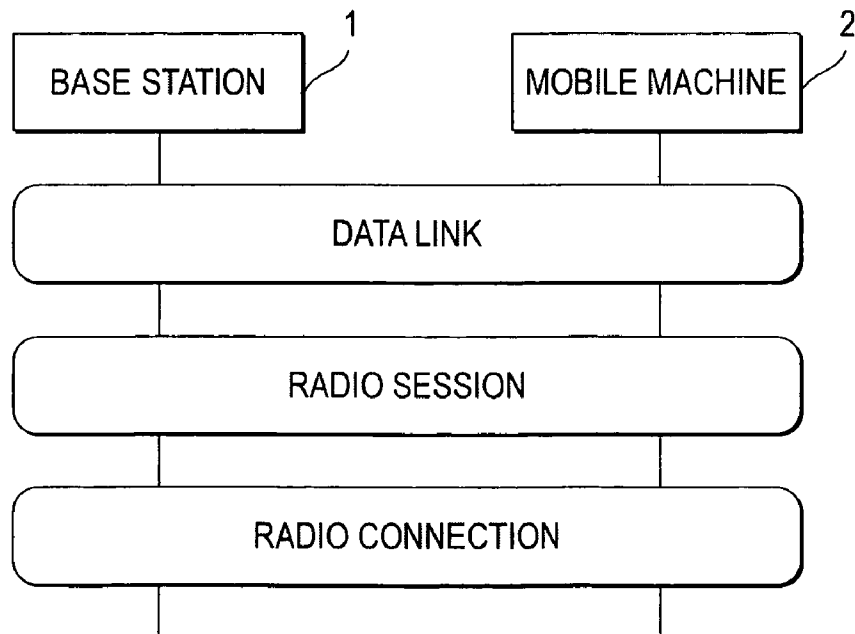 1
2
BASE STATION
MOBILE MACHINE
DATA LINK
RADIO SESSION
RADIO CONNECTION